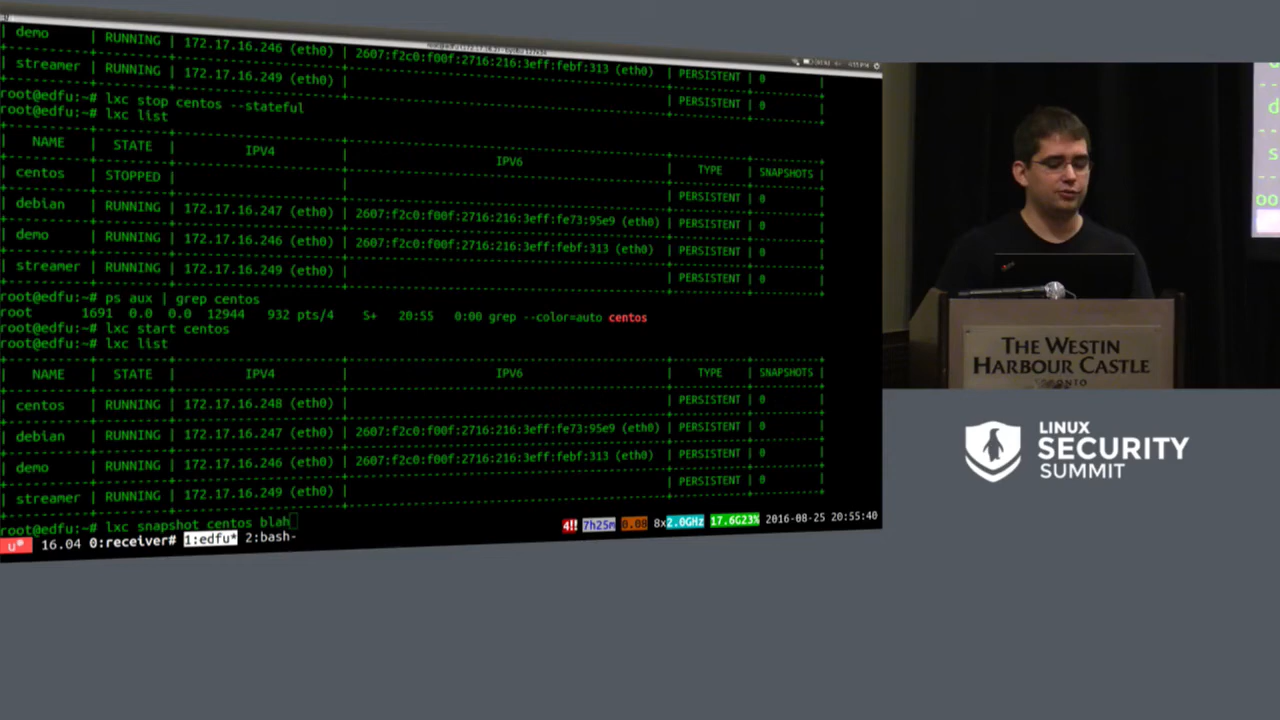 | demo | RUNNING | 172.17.16.246 (eth0) | 2607:f2c0:f00f:2716:216:3eff:febf:313 (eth0) | PERSISTENT | 0 |
| streamer | RUNNING | 172.17.16.249 (eth0) | | PERSISTENT | 0 |
root@edfu:~# lxc stop centos --stateful
root@edfu:~# lxc list
| NAME | STATE | IPV4 | IPV6 | TYPE | SNAPSHOTS |
| centos | STOPPED | | | PERSISTENT | 0 |
| debian | RUNNING | 172.17.16.247 (eth0) | 2607:f2c0:f00f:2716:216:3eff:fe73:95e9 (eth0) | PERSISTENT | 0 |
| demo | RUNNING | 172.17.16.246 (eth0) | 2607:f2c0:f00f:2716:216:3eff:febf:313 (eth0) | PERSISTENT | 0 |
| streamer | RUNNING | 172.17.16.249 (eth0) | | PERSISTENT | 0 |
root@edfu:~# ps aux | grep centos
root 1691 0.0 0.0 12944 932 pts/4 S+ 20:55 0:00 grep --color=auto centos
root@edfu:~# lxc start centos
root@edfu:~# lxc list
| NAME | STATE | IPV4 | IPV6 | TYPE | SNAPSHOTS |
| centos | RUNNING | 172.17.16.248 (eth0) | | PERSISTENT | 0 |
| debian | RUNNING | 172.17.16.247 (eth0) | 2607:f2c0:f00f:2716:216:3eff:fe73:95e9 (eth0) | PERSISTENT | 0 |
| demo | RUNNING | 172.17.16.246 (eth0) | 2607:f2c0:f00f:2716:216:3eff:febf:313 (eth0) | PERSISTENT | 0 |
| streamer | RUNNING | 172.17.16.249 (eth0) | | PERSISTENT | 0 |
root@edfu:~# lxc snapshot centos blah
u* 16.04 0:receiver# 1:edfu* 2:bash- 4!! 7h25m 0.08 8x2.0GHz 17.6G23% 2016-08-25 20:55:40
THE WESTIN
HARBOUR CASTLE
TORONTO
LINUX
SECURITY
SUMMIT